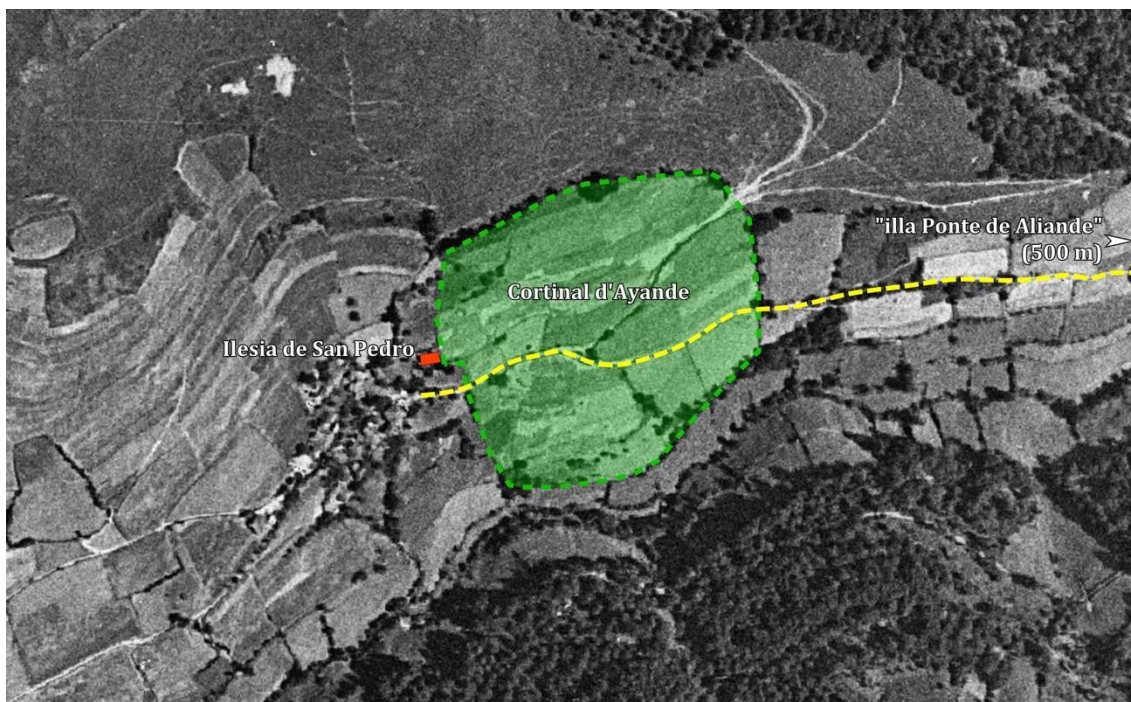 "illa Ponte de Aliande"
(500 m)
Cortinal d'Ayande
Ilesia de San Pedro